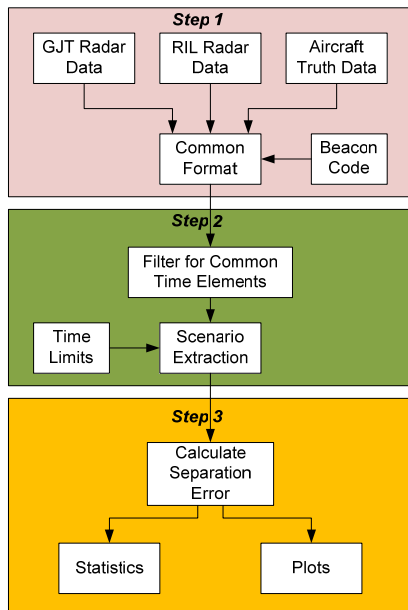 Step 1
GJT Radar
Data
RIL Radar
Data
Aircraft
Truth Data
Common
Format
Beacon
Code
Step 2
Filter for Common
Time Elements
Time
Limits
Scenario
Extraction
Step 3
Calculate
Separation
Error
Statistics
Plots